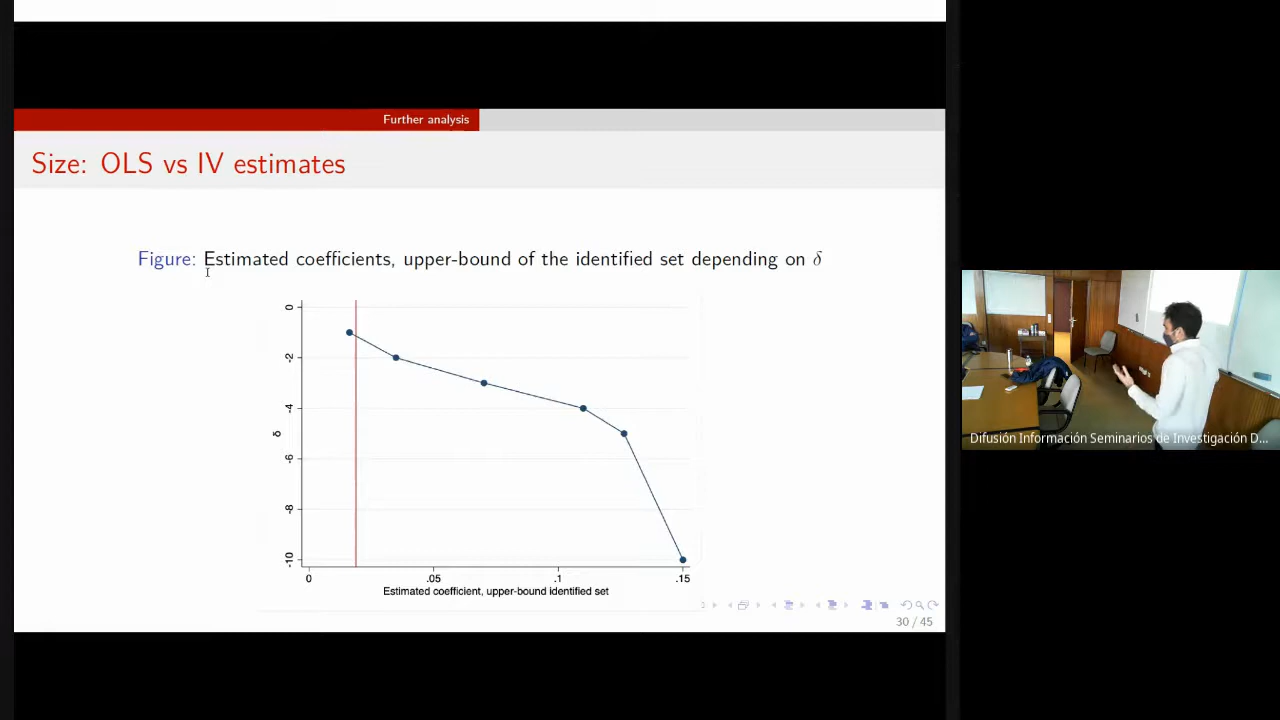 Further analysis
Size: OLS vs IV estimates
Figure: Estimated coefficients, upper-bound of the identified set depending on δ
0
-2
-4
-6
-8
-10
δ
0 .05 .1 .15
Estimated coefficient, upper-bound identified set
30 / 45
Difusión Información Seminarios de Investigación D...